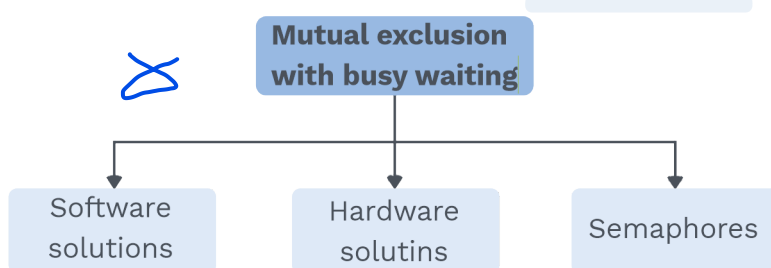 Mutual exclusion
with busy waiting
Software
solutions
Hardware
solutins
Semaphores